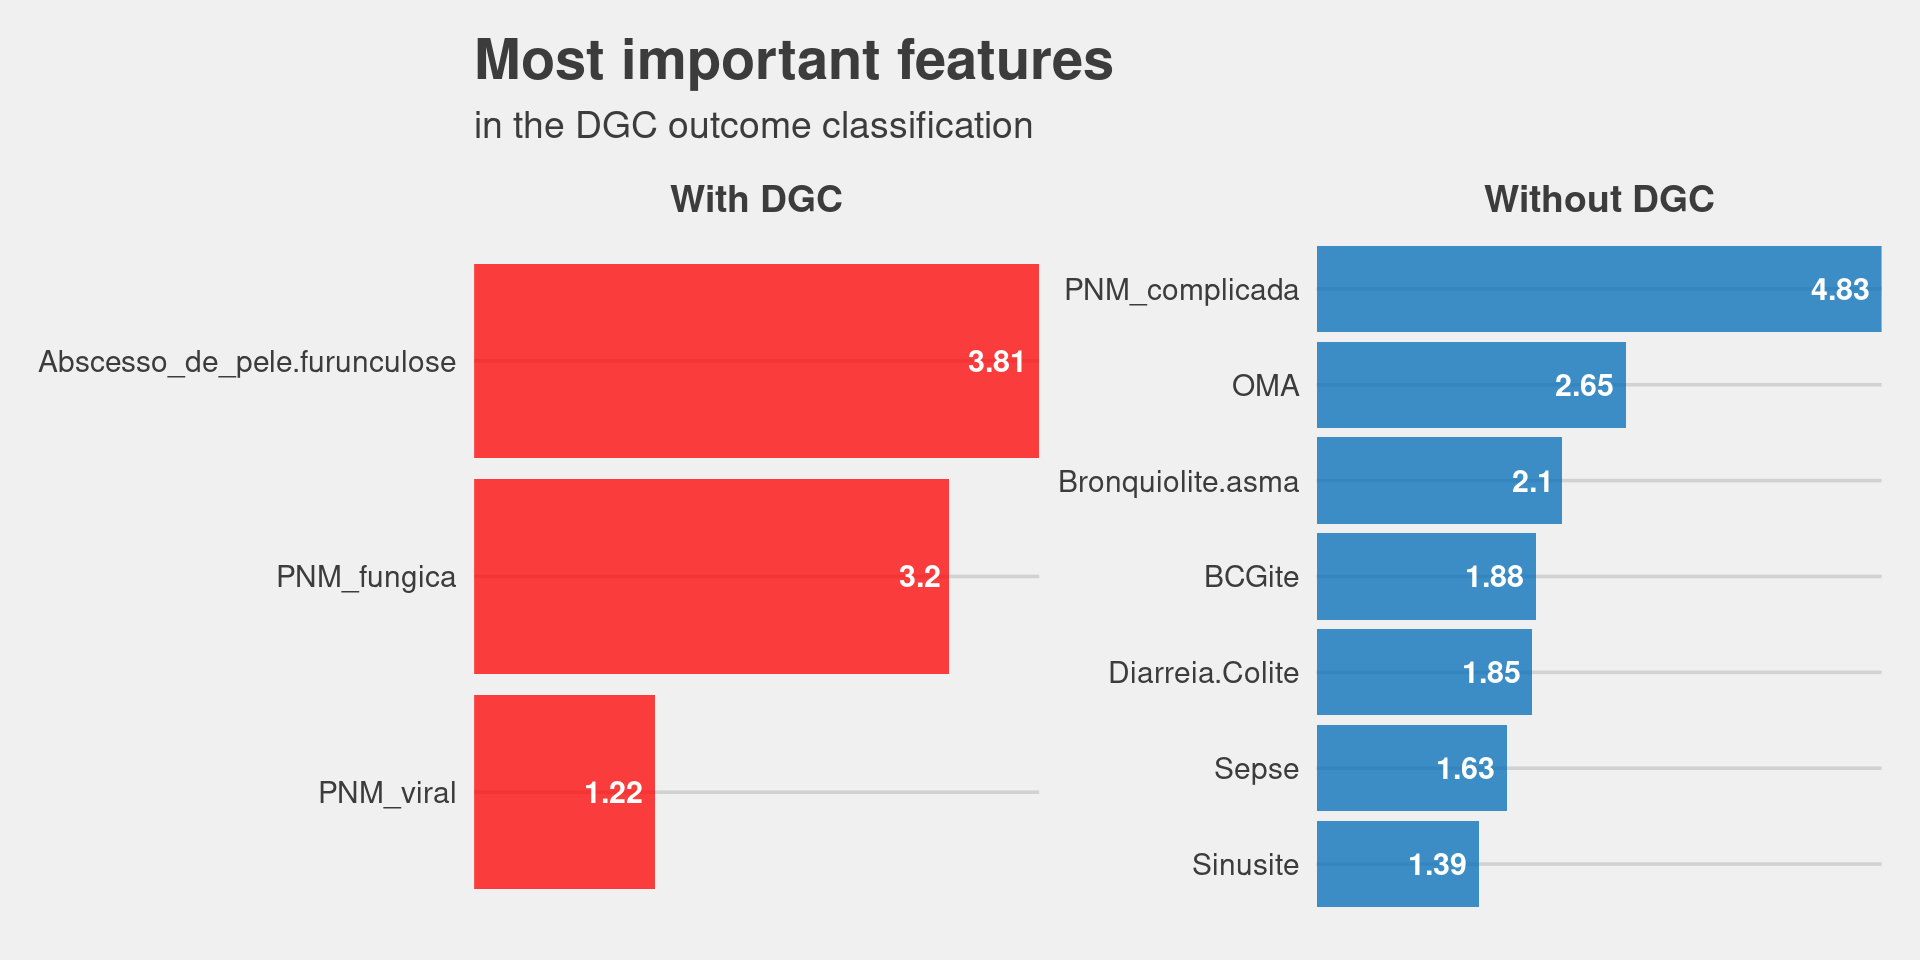 Most important features
in the DGC outcome classification
With DGC
Abscesso_de_pele.furunculose 3.81
PNM_fungica 3.2
PNM_viral 1.22
Without DGC
PNM_complicada 4.83
OMA 2.65
Bronquiolite.asma 2.1
BCGite 1.88
Diarreia.Colite 1.85
Sepse 1.63
Sinusite 1.39